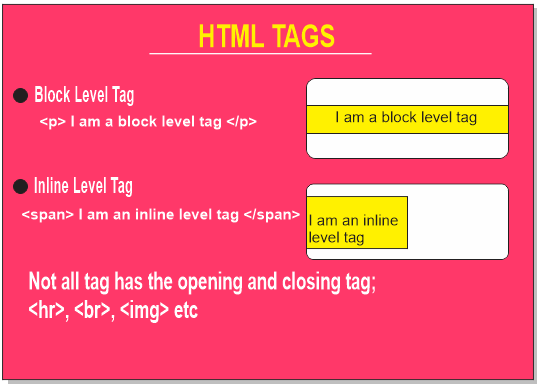 HTML TAGS
Block Level Tag
<p> I am a block level tag </p>
I am a block level tag
Inline Level Tag
<span> I am an inline level tag </span>
I am an inline
level tag
Not all tag has the opening and closing tag;
<hr>, <br>, <img> etc